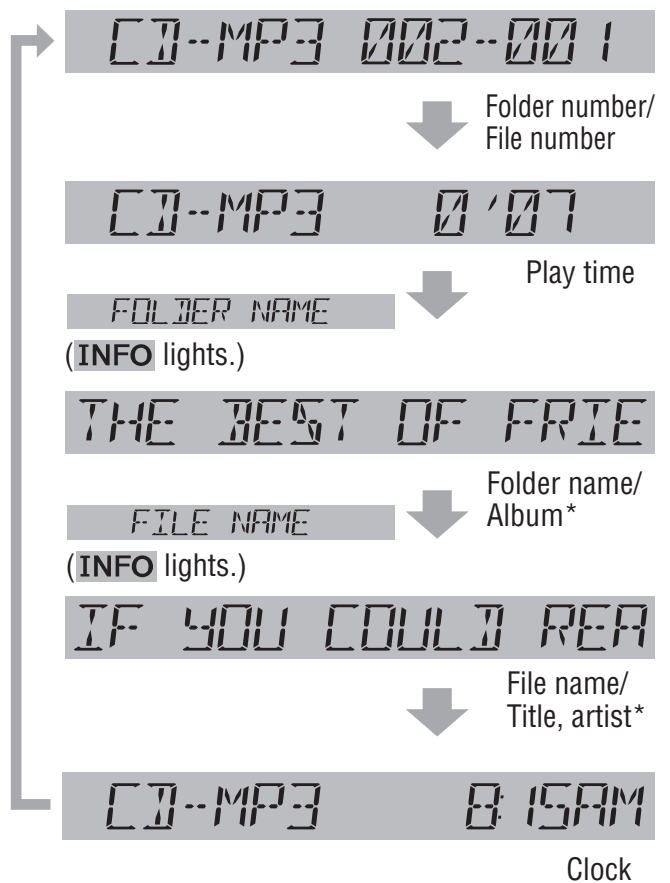 CD-MP3 002-001
Folder number/
File number
CD-MP3 0'07
Play time
FOLDER NAME
(INFO lights.)
THE BEST OF FRIE
Folder name/
Album*
FILE NAME
(INFO lights.)
IF YOU COULD REA
File name/
Title, artist*
CD-MP3 8:15AM
Clock